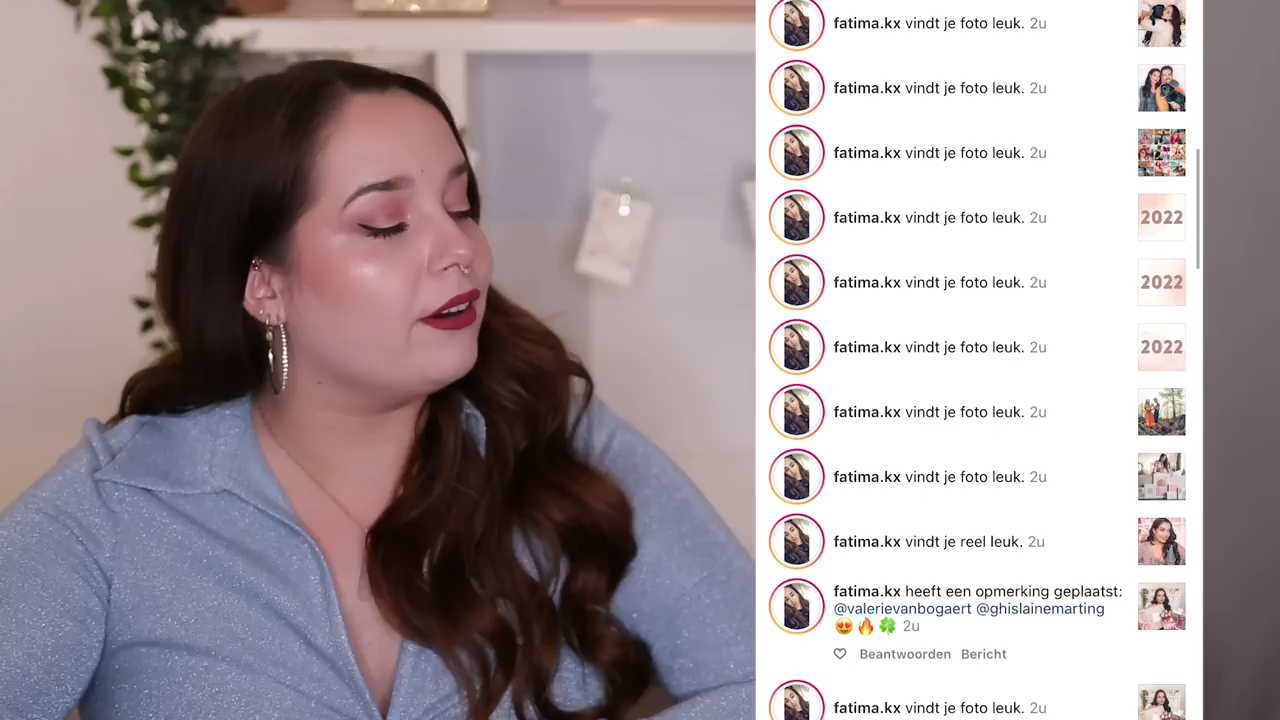 fatima.kx vindt je foto leuk. 2u
fatima.kx vindt je foto leuk. 2u
fatima.kx vindt je foto leuk. 2u
fatima.kx vindt je foto leuk. 2u
2022
fatima.kx vindt je foto leuk. 2u
2022
fatima.kx vindt je foto leuk. 2u
2022
fatima.kx vindt je foto leuk. 2u
fatima.kx vindt je foto leuk. 2u
fatima.kx vindt je reel leuk. 2u
fatima.kx heeft een opmerking geplaatst:
@valerievanbogaert @ghislainemarting
😍🔥🍀 2u
Beantwoorden Bericht
fatima.kx vindt je foto leuk. 2u